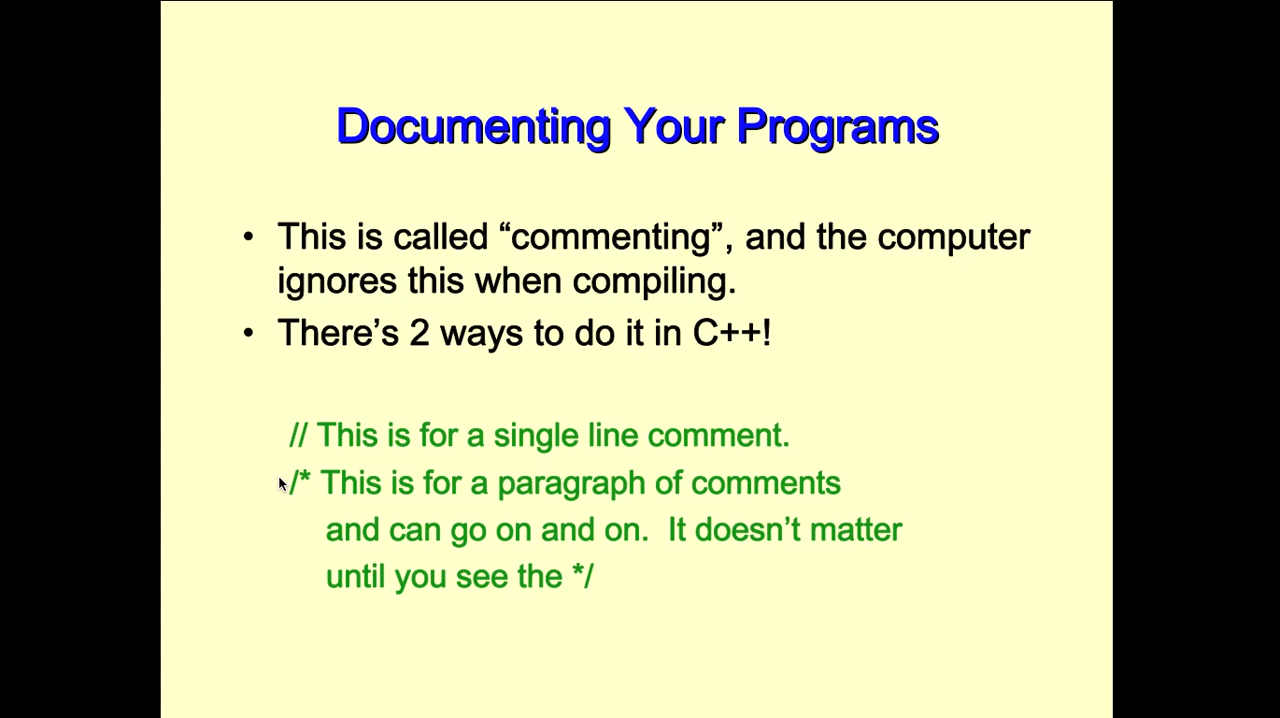 Documenting Your Programs
• This is called “commenting”, and the computer
ignores this when compiling.
• There’s 2 ways to do it in C++!
// This is for a single line comment.
/* This is for a paragraph of comments
and can go on and on.  It doesn’t matter
until you see the */